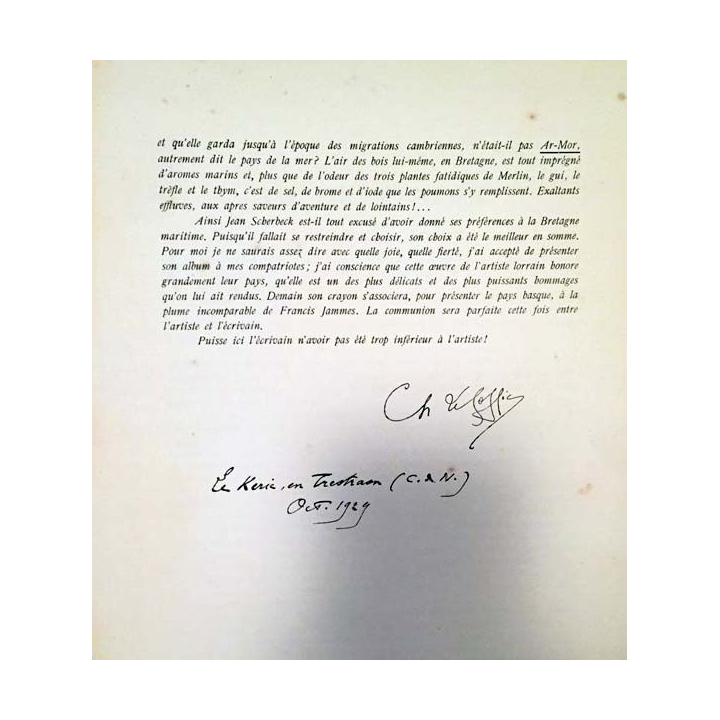 et qu'elle garda jusqu'à l'époque des migrations cambriennes, n'était-il pas Ar-Mor,
autrement dit le pays de la mer? L'air des bois lui-même, en Bretagne, est tout imprégné
d'aromes marins et, plus que de l'odeur des trois plantes fatidiques de Merlin, le gui, le
trèfle et le thym, c'est de sel, de brome et d'iode que les poumons s'y remplissent. Exaltants
effluves, aux apres saveurs d'aventure et de lointains!...
Ainsi Jean Scherbeck est-il tout excusé d'avoir donné ses préférences à la Bretagne
maritime. Puisqu'il fallait se restreindre et choisir, son choix a été le meilleur en somme.
Pour moi je ne saurais assez dire avec quelle joie, quelle fierté, j'ai accepté de présenter
son album à mes compatriotes; j'ai conscience que cette œuvre de l'artiste lorrain honore
grandement leur pays, qu'elle est un des plus délicats et des plus puissants hommages
qu'on lui ait rendus. Demain son crayon s'associera, pour présenter le pays basque, à la
plume incomparable de Francis Jammes. La communion sera parfaite cette fois entre
l'artiste et l'écrivain.
Puisse ici l'écrivain n'avoir pas été trop inférieur à l'artiste!
Ch Le Goffic
Le Keric, en Trestraou (C. du N.)
Oct. 1929